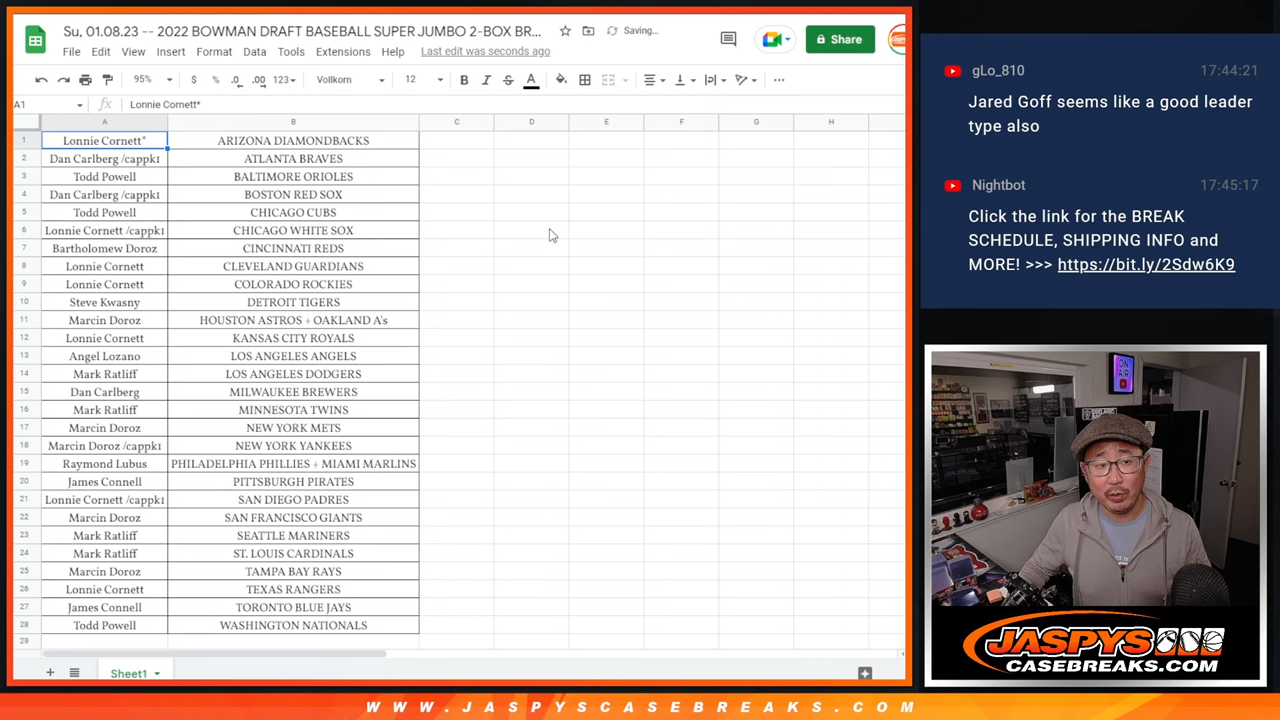 Su, 01.08.23 -- 2022 BOWMAN DRAFT BASEBALL SUPER JUMBO 2-BOX BR...
Saving...
File Edit View Insert Format Data Tools Extensions Help Last edit was seconds ago
Share
95% $ % .0 .00 123 Vollkorn 12 B I S A
A1 fx Lonnie Cornett*
A B C D E F G H
1 Lonnie Cornett* ARIZONA DIAMONDBACKS
2 Dan Carlberg /cappk1 ATLANTA BRAVES
3 Todd Powell BALTIMORE ORIOLES
4 Dan Carlberg /cappk1 BOSTON RED SOX
5 Todd Powell CHICAGO CUBS
6 Lonnie Cornett /cappk1 CHICAGO WHITE SOX
7 Bartholomew Doroz CINCINNATI REDS
8 Lonnie Cornett CLEVELAND GUARDIANS
9 Lonnie Cornett COLORADO ROCKIES
10 Steve Kwasny DETROIT TIGERS
11 Marcin Doroz HOUSTON ASTROS + OAKLAND A's
12 Lonnie Cornett KANSAS CITY ROYALS
13 Angel Lozano LOS ANGELES ANGELS
14 Mark Ratliff LOS ANGELES DODGERS
15 Dan Carlberg MILWAUKEE BREWERS
16 Mark Ratliff MINNESOTA TWINS
17 Marcin Doroz NEW YORK METS
18 Marcin Doroz /cappk1 NEW YORK YANKEES
19 Raymond Lubus PHILADELPHIA PHILLIES + MIAMI MARLINS
20 James Connell PITTSBURGH PIRATES
21 Lonnie Cornett /cappk1 SAN DIEGO PADRES
22 Marcin Doroz SAN FRANCISCO GIANTS
23 Mark Ratliff SEATTLE MARINERS
24 Mark Ratliff ST. LOUIS CARDINALS
25 Marcin Doroz TAMPA BAY RAYS
26 Lonnie Cornett TEXAS RANGERS
27 James Connell TORONTO BLUE JAYS
28 Todd Powell WASHINGTON NATIONALS
29
Sheet1
gLo_810 17:44:21
Jared Goff seems like a good leader
type also
Nightbot 17:45:17
Click the link for the BREAK
SCHEDULE, SHIPPING INFO and
MORE! >>> https://bit.ly/2Sdw6K9
ON
AIR
JASPYS
CASEBREAKS.COM
WWW.JASPYSCASEBREAKS.COM